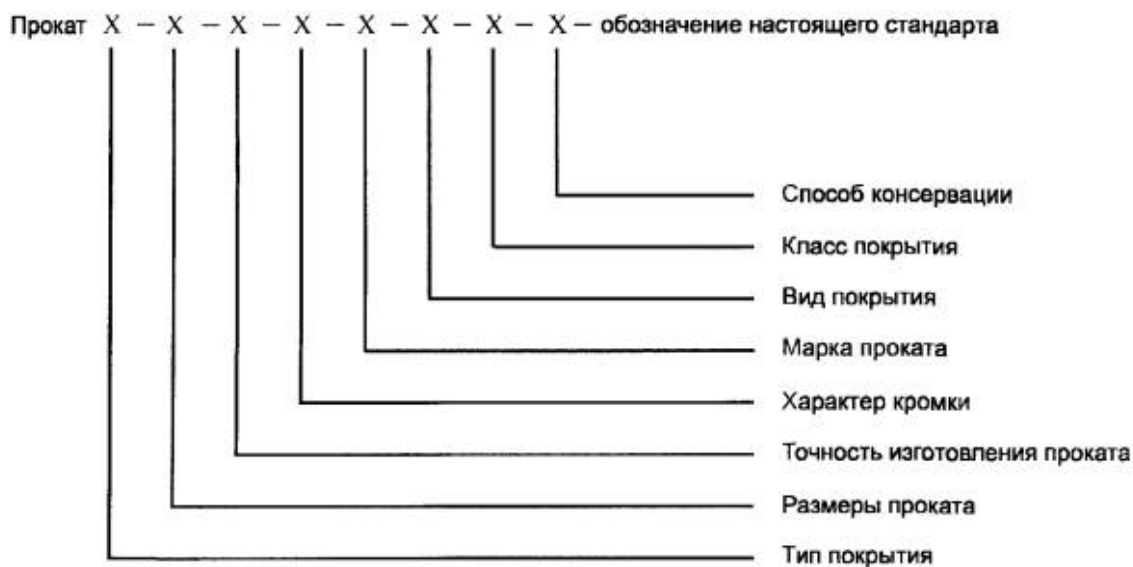 Прокат X – X – X – X – X – X – X – X – обозначение настоящего стандарта
Способ консервации
Класс покрытия
Вид покрытия
Марка проката
Характер кромки
Точность изготовления проката
Размеры проката
Тип покрытия